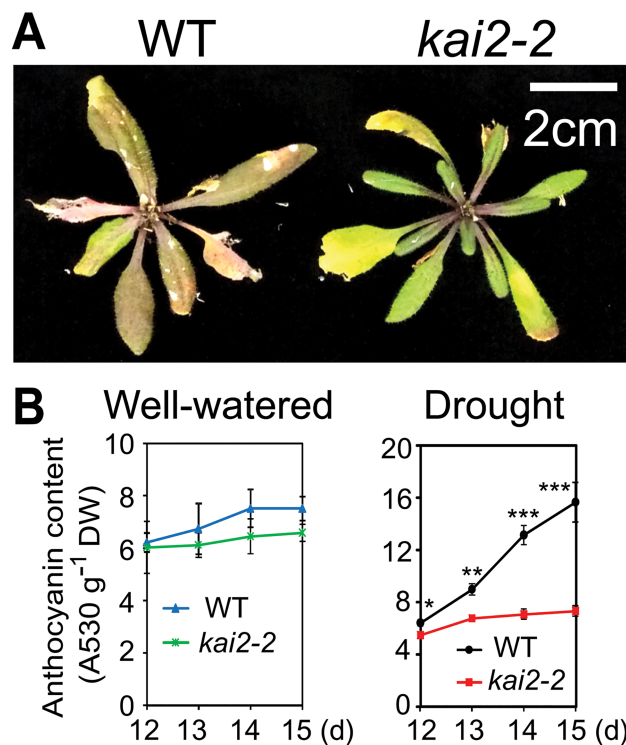 A
WT
kai2-2
2cm
B
Well-watered
Drought
Anthocyanin content
(A530 g⁻¹ DW)
10
8
6
4
2
0
WT
kai2-2
12 13 14 15 (d)
20
16
12
8
4
0
*
**
***
***
WT
kai2-2
12 13 14 15 (d)